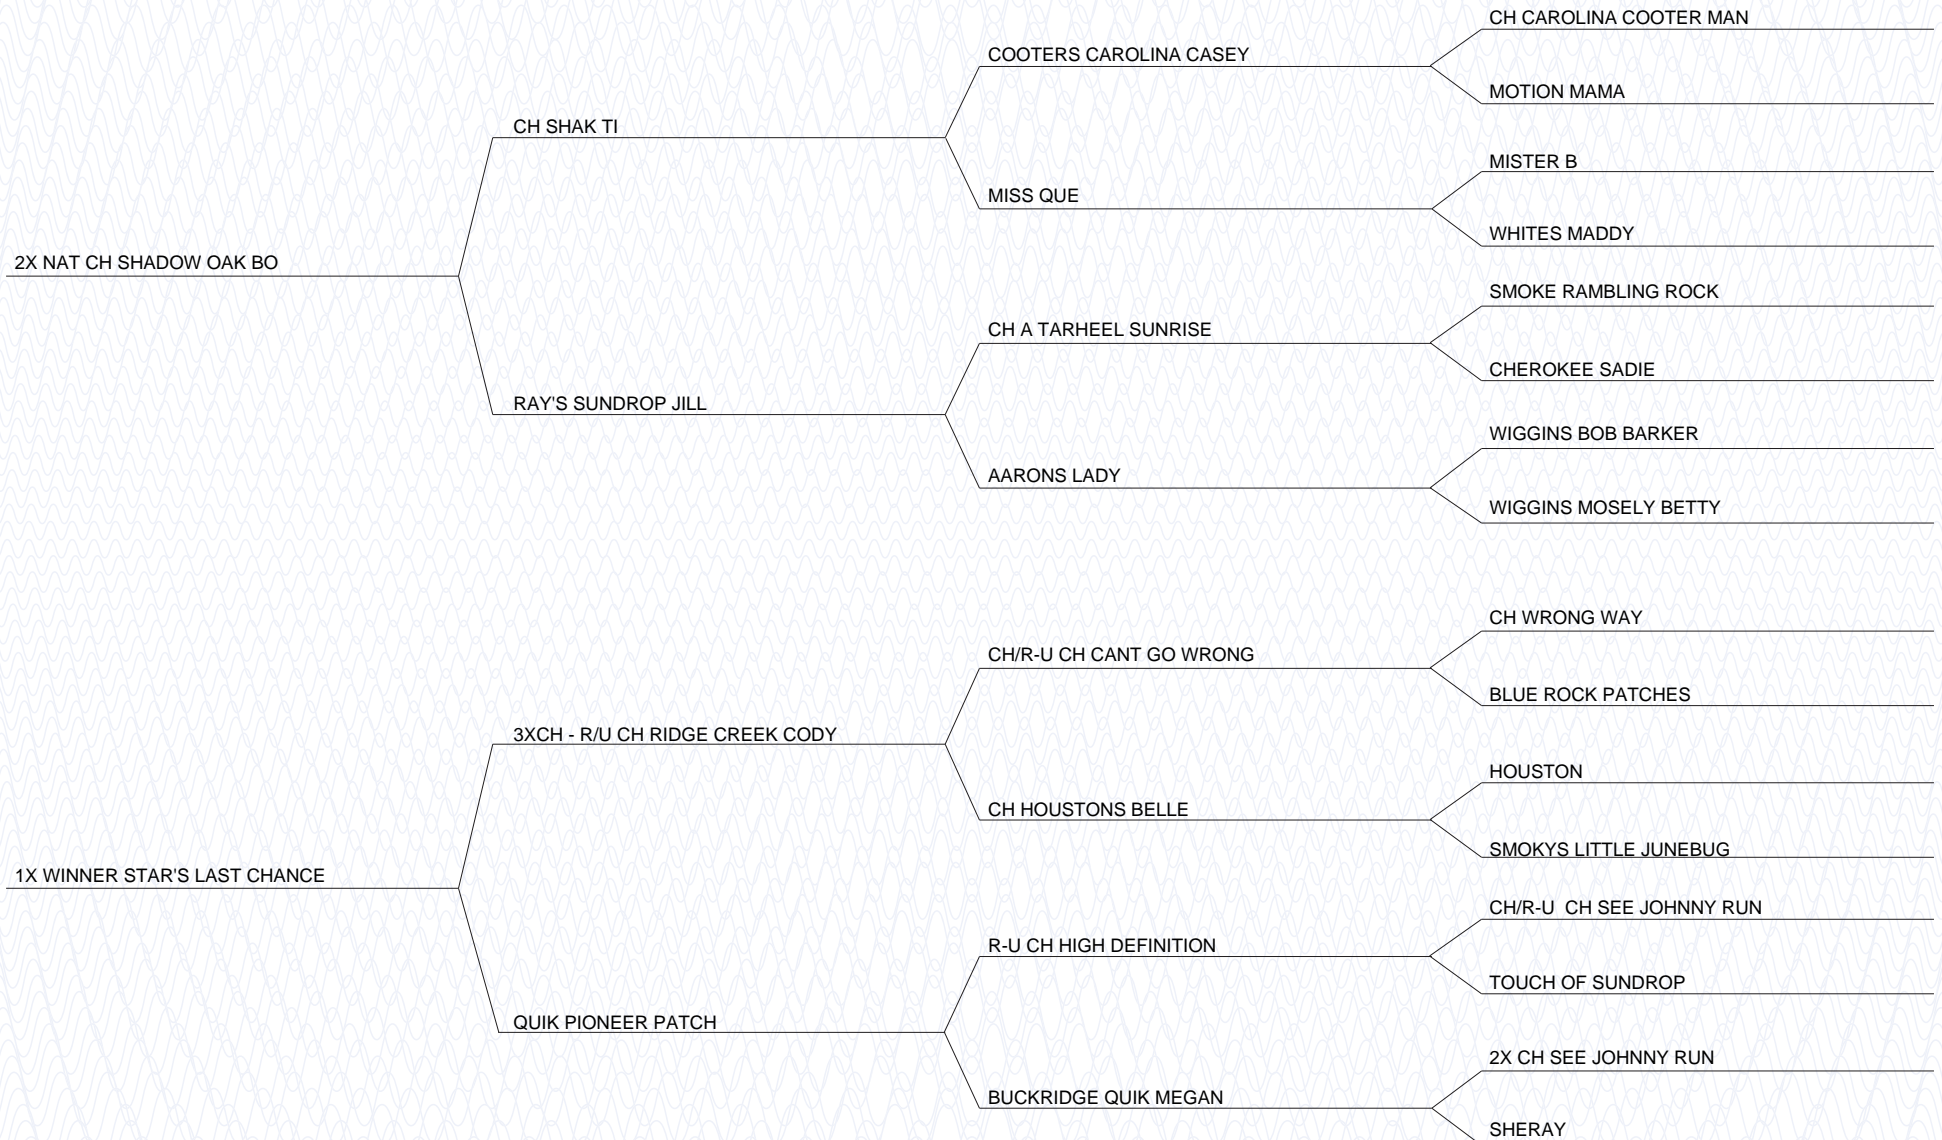 CH CAROLINA COOTER MAN
COOTERS CAROLINA CASEY
MOTION MAMA
CH SHAK TI
MISTER B
MISS QUE
WHITES MADDY
2X NAT CH SHADOW OAK BO
SMOKE RAMBLING ROCK
CH A TARHEEL SUNRISE
CHEROKEE SADIE
RAY'S SUNDROP JILL
WIGGINS BOB BARKER
AARONS LADY
WIGGINS MOSELY BETTY
CH WRONG WAY
CH/R-U CH CANT GO WRONG
BLUE ROCK PATCHES
3XCH - R/U CH RIDGE CREEK CODY
HOUSTON
CH HOUSTONS BELLE
SMOKYS LITTLE JUNEBUG
1X WINNER STAR'S LAST CHANCE
CH/R-U  CH SEE JOHNNY RUN
R-U CH HIGH DEFINITION
TOUCH OF SUNDROP
QUIK PIONEER PATCH
2X CH SEE JOHNNY RUN
BUCKRIDGE QUIK MEGAN
SHERAY